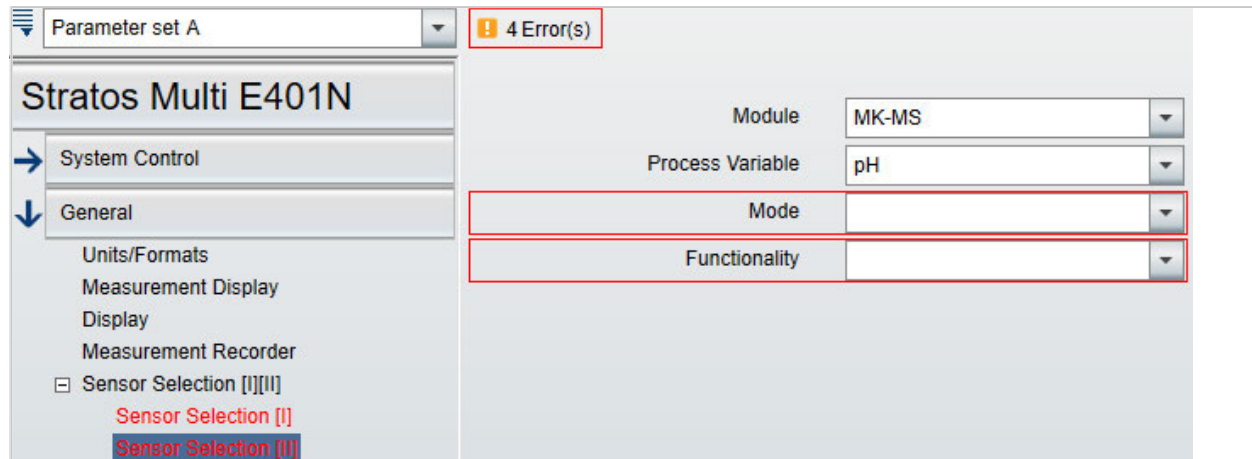 Parameter set A
4 Error(s)
Stratos Multi E401N
System Control
General
Units/Formats
Measurement Display
Display
Measurement Recorder
Sensor Selection [I][II]
Sensor Selection [I]
Sensor Selection [II]
Module MK-MS
Process Variable pH
Mode
Functionality